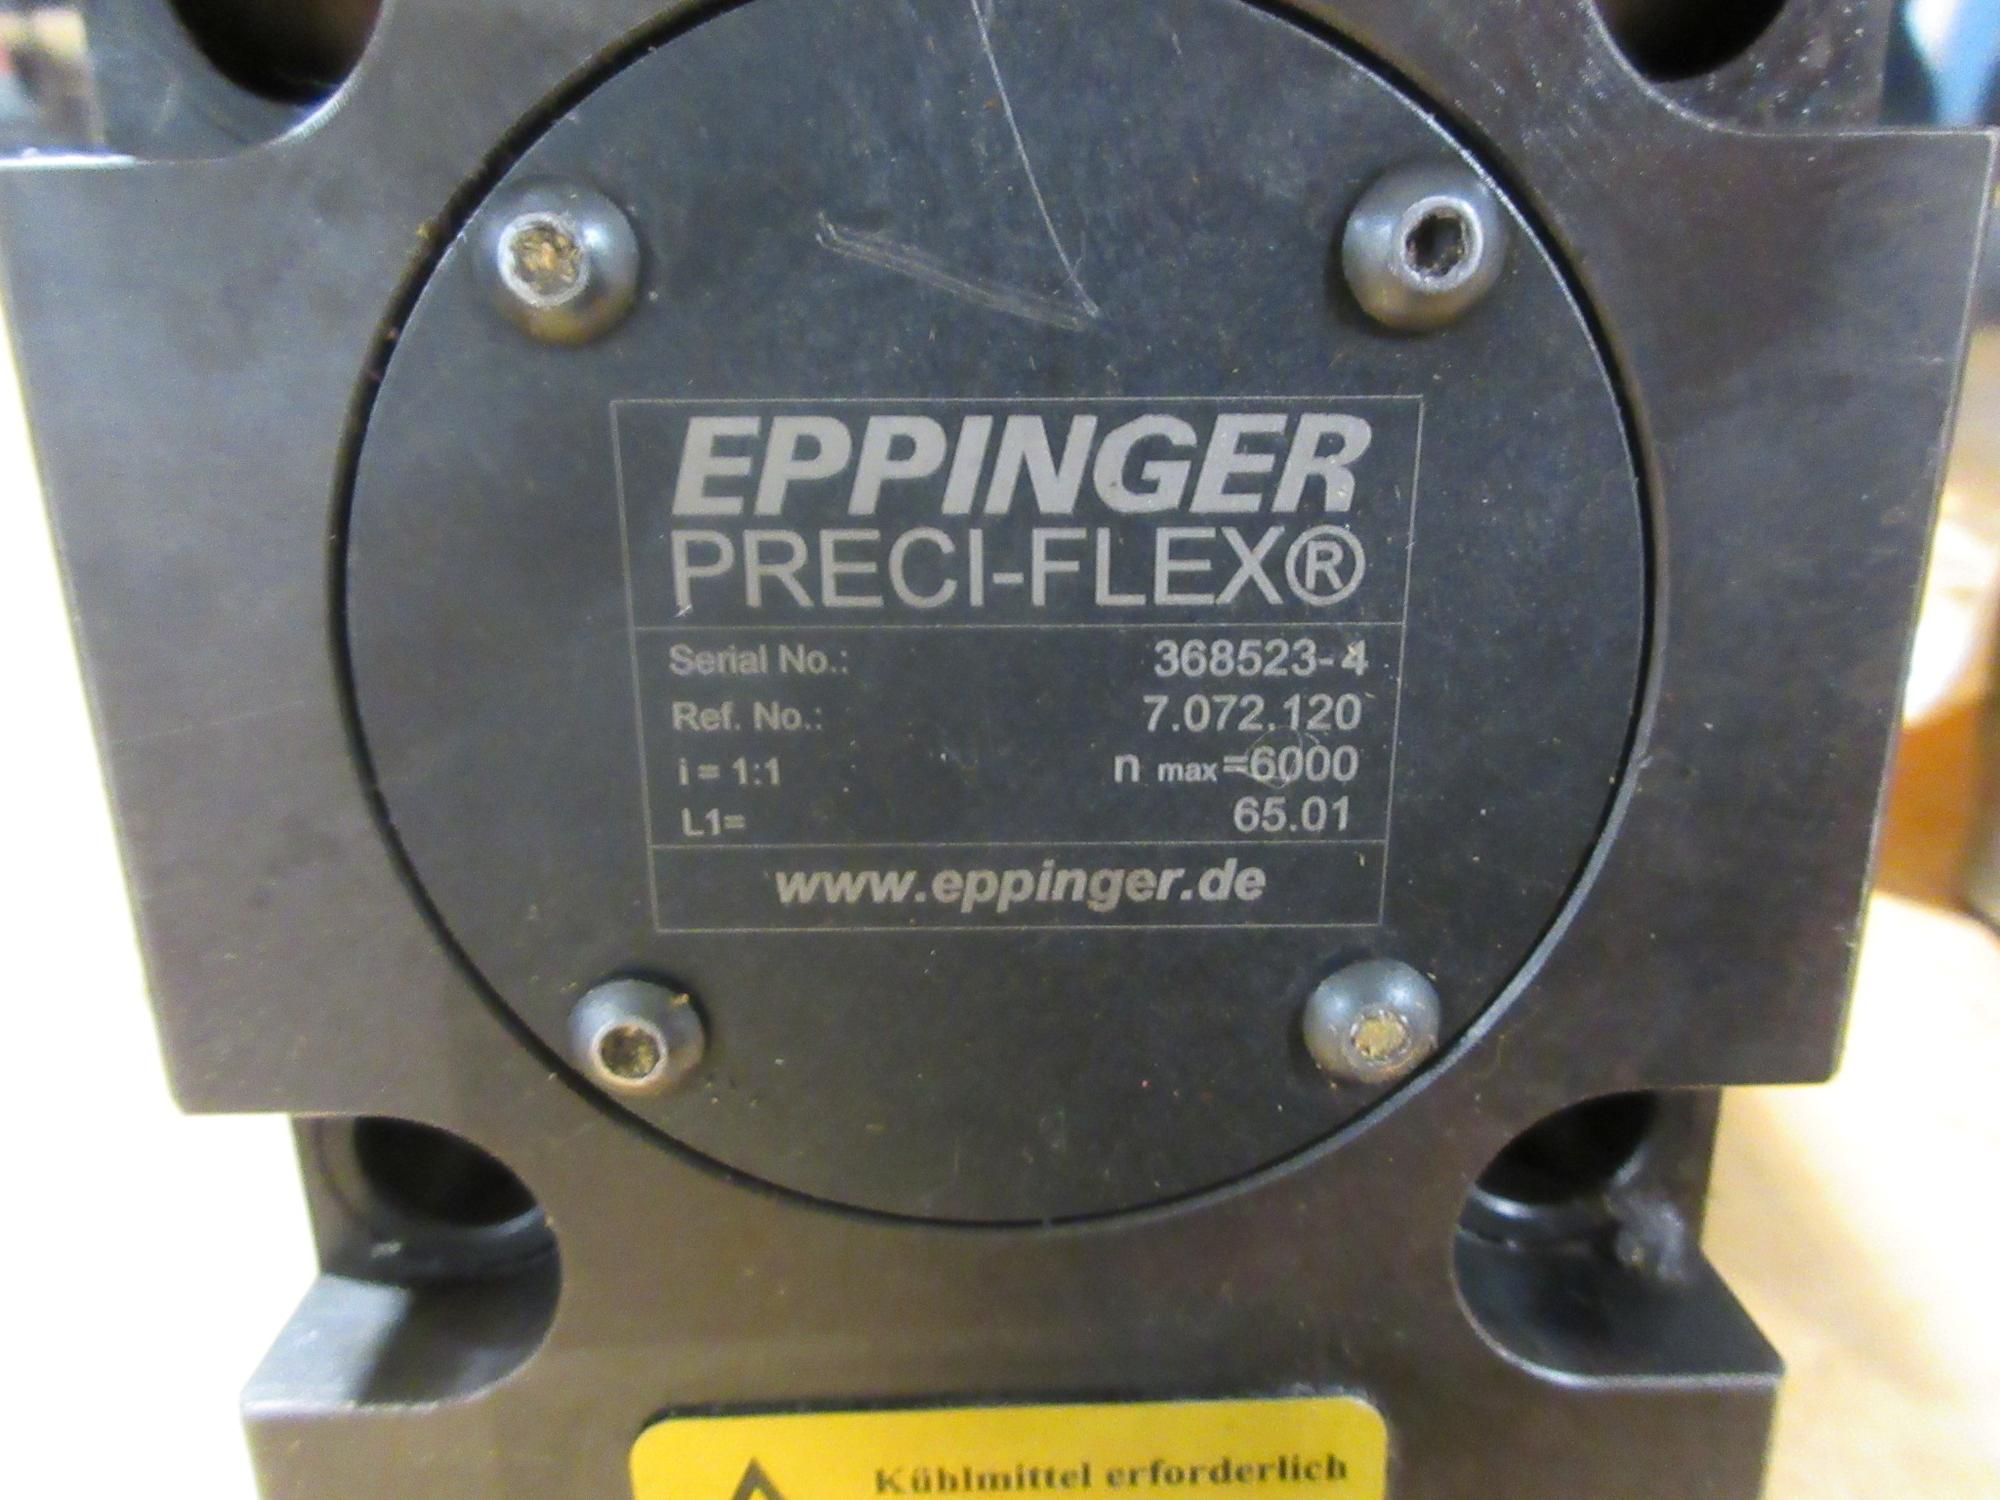 EPPINGER
PRECI-FLEX®
Serial No.: 368523-4
Ref. No.: 7.072.120
i = 1:1 n max=6000
L1= 65.01
www.eppinger.de
Kühlmittel erforderlich